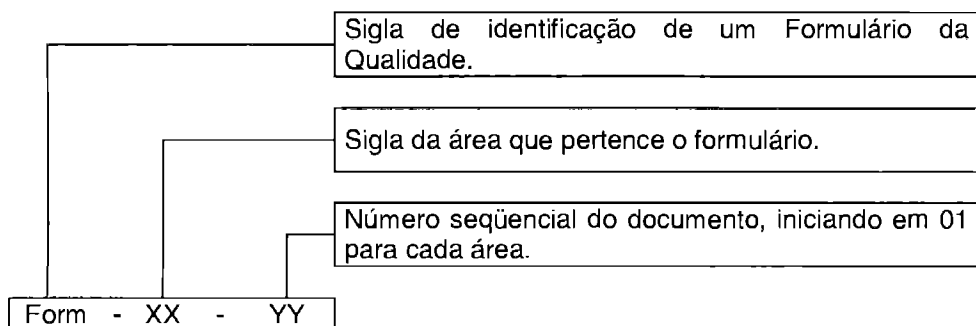 Sigla de identificação de um Formulário da
Qualidade.
Sigla da área que pertence o formulário.
Número seqüencial do documento, iniciando em 01
para cada área.
Form - XX - YY